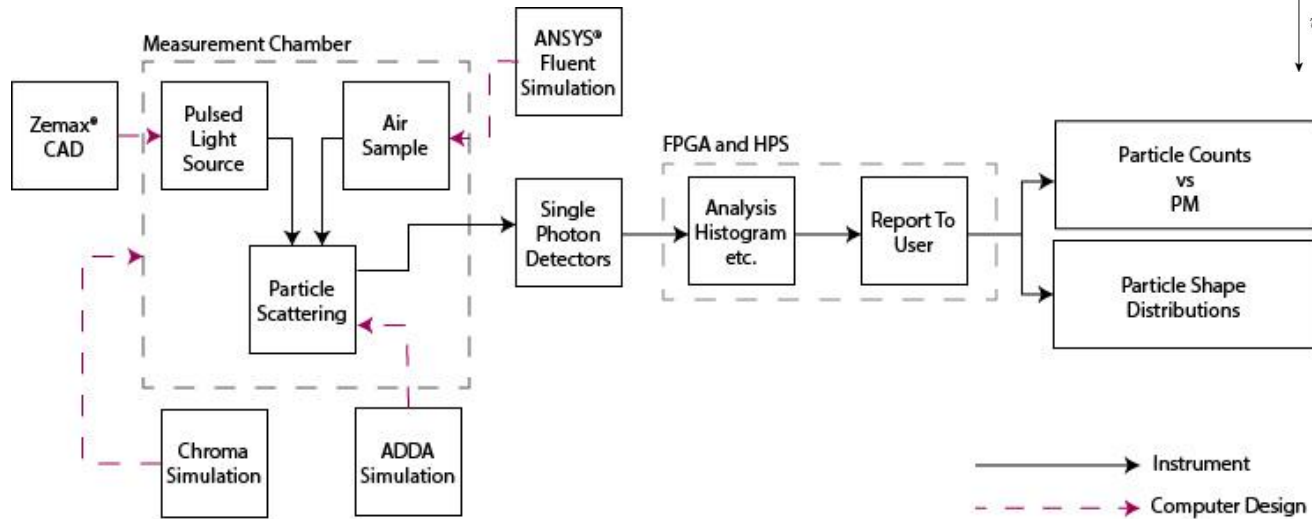 Measurement Chamber
ANSYS®
Fluent
Simulation
Zemax®
CAD
Pulsed
Light
Source
Air
Sample
FPGA and HPS
Particle Counts
vs
PM
Single
Photon
Detectors
Analysis
Histogram
etc.
Report To
User
Particle
Scattering
Particle Shape
Distributions
Chroma
Simulation
ADDA
Simulation
Instrument
Computer Design